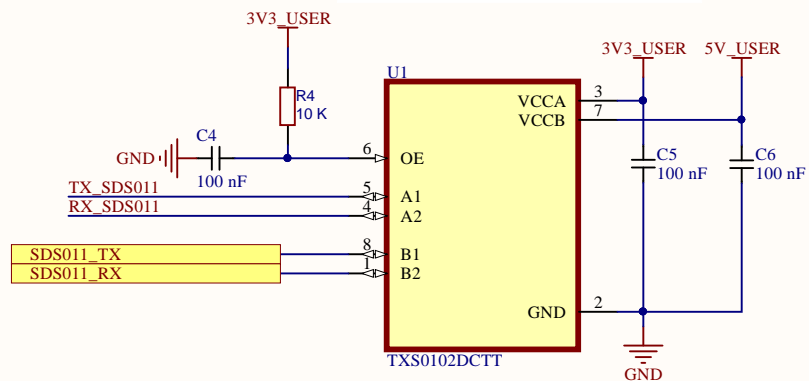 3V3_USER
3V3_USER 5V_USER
U1
3
VCCA
R4
10 K
7
VCCB
C4
GND
100 nF
6
OE
C5
100 nF
C6
100 nF
TX_SDS011
5
A1
RX_SDS011
4
A2
SDS011_TX
8
B1
SDS011_RX
1
B2
GND
2
TXS0102DCTT
GND